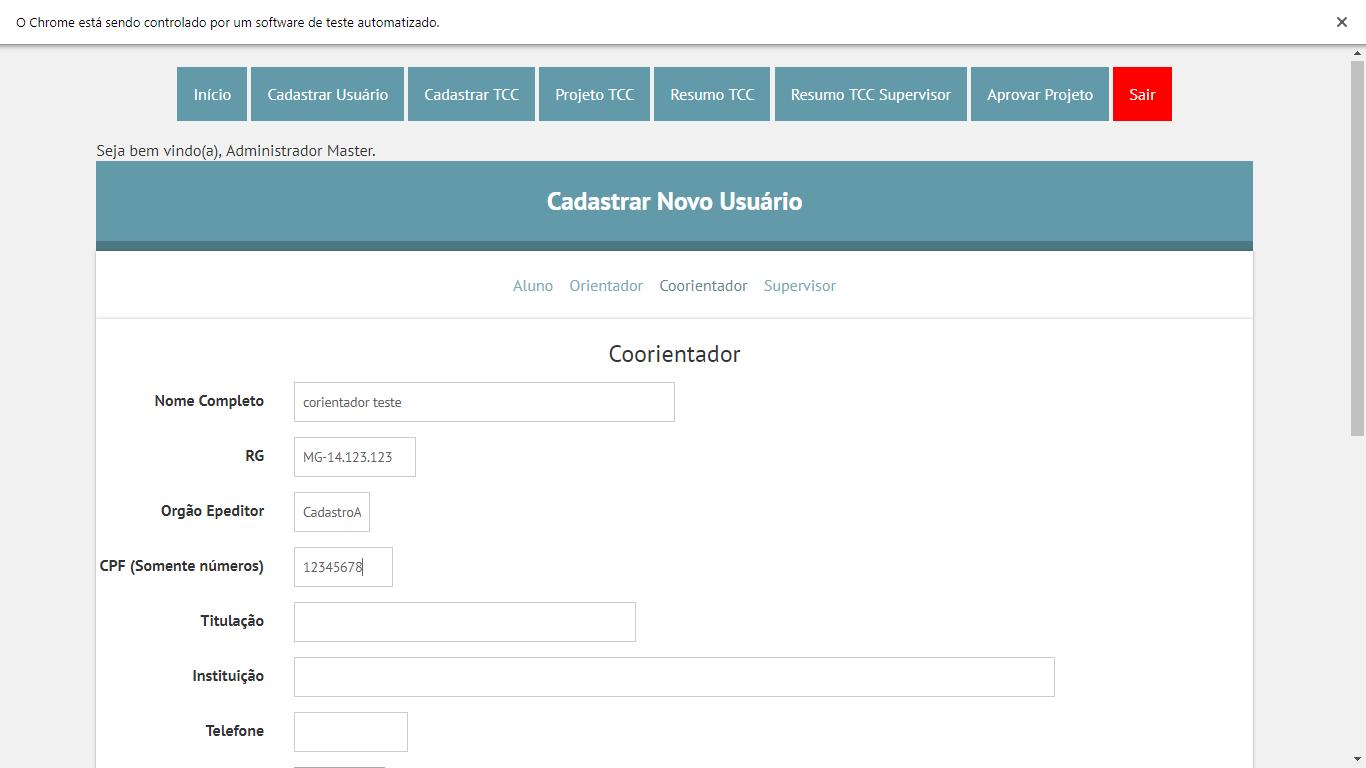 O Chrome está sendo controlado por um software de teste automatizado.
Início Cadastrar Usuário Cadastrar TCC Projeto TCC Resumo TCC Resumo TCC Supervisor Aprovar Projeto Sair
Seja bem vindo(a), Administrador Master.
Cadastrar Novo Usuário
Aluno Orientador Coorientador Supervisor
Coorientador
Nome Completo corientador teste
RG MG-14.123.123
Orgão Epeditor CadastroA
CPF (Somente números) 12345678
Titulação
Instituição
Telefone